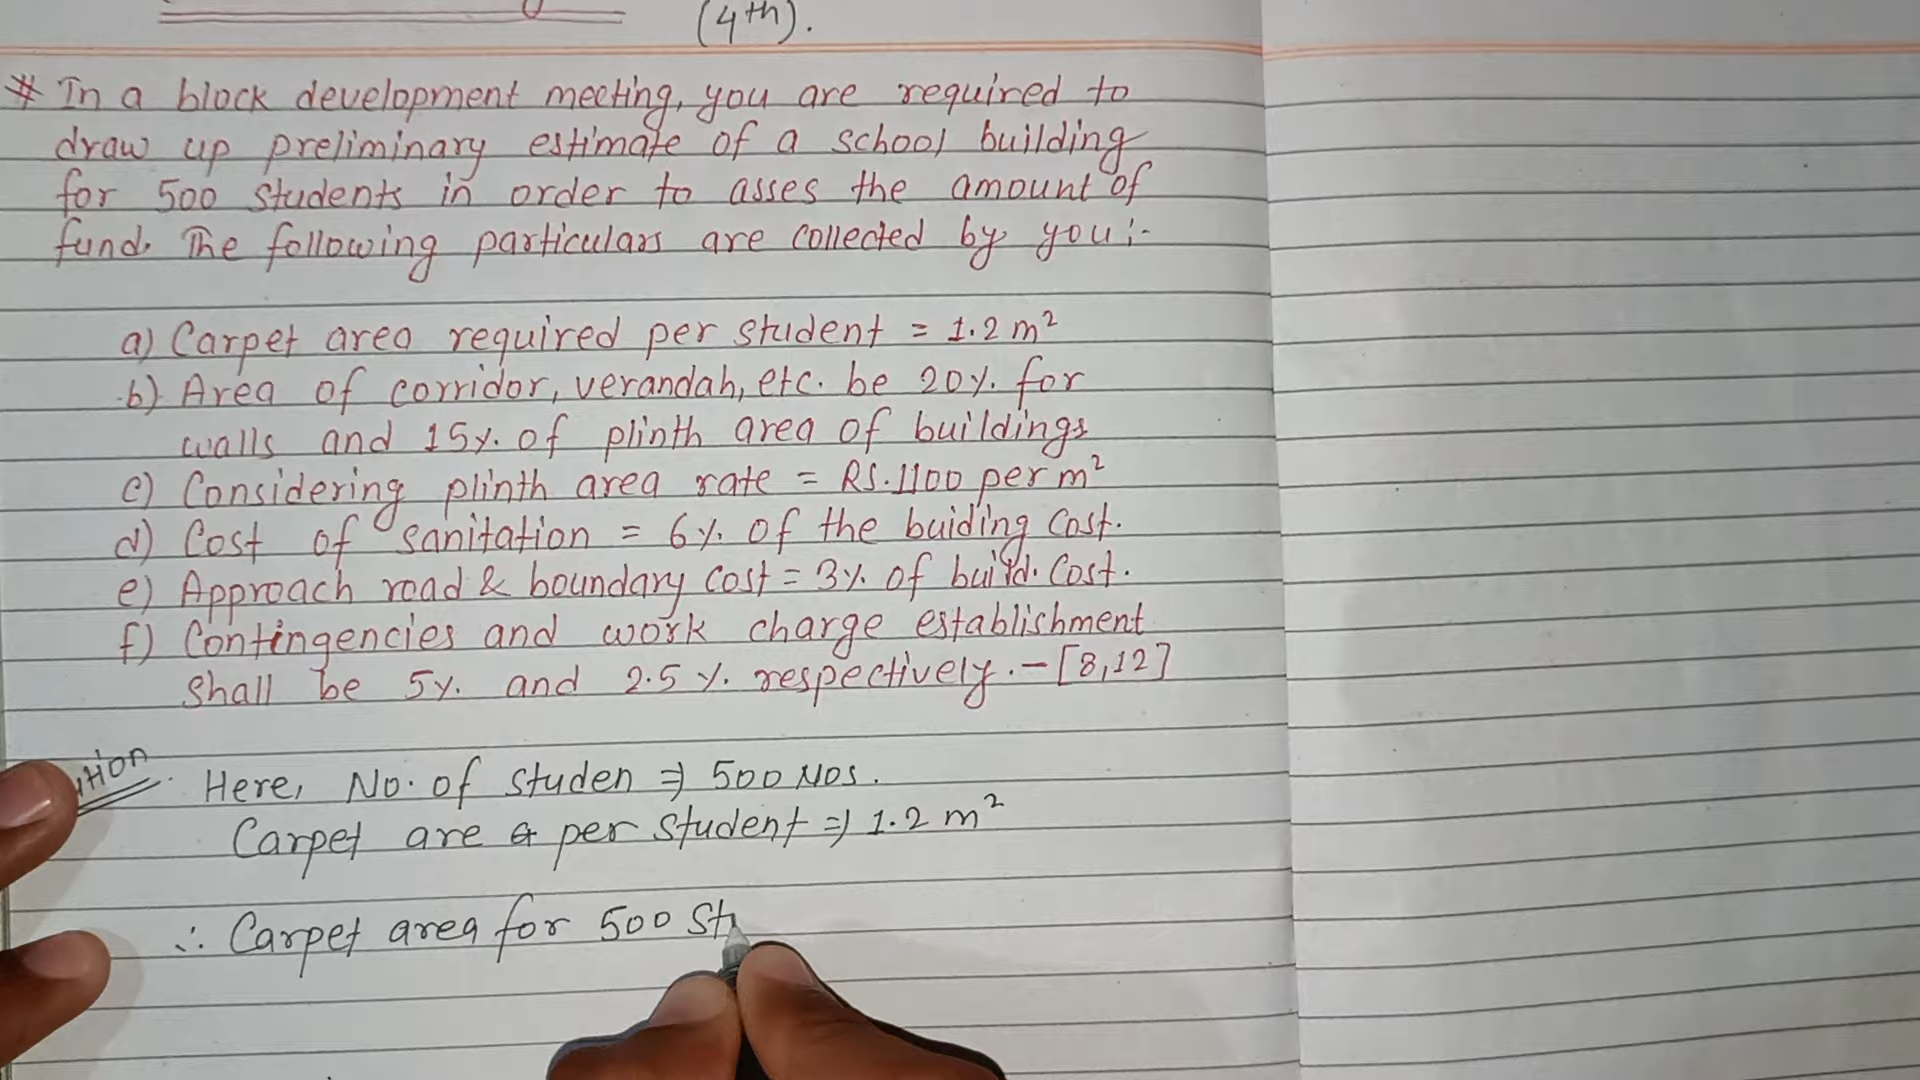 (4th).
# In a block development meeting, you are required to
draw up preliminary estimate of a school building
for 500 students in order to asses the amount of
fund. The following particulars are collected by you:-
a) Carpet area required per student = 1.2 m²
b) Area of corridor, verandah, etc. be 20% for
walls and 15% of plinth area of buildings
c) Considering plinth area rate = RS. 1100 per m²
d) Cost of sanitation = 6% of the buiding Cost.
e) Approach road & boundary cost = 3% of build. Cost.
f) Contingencies and work charge establishment
shall be 5% and 2.5% respectively. - [8,12]
Here, No. of studen ⇒ 500 NOS.
Carpet are a per student ⇒ 1.2 m²
∴ Carpet area for 500 St